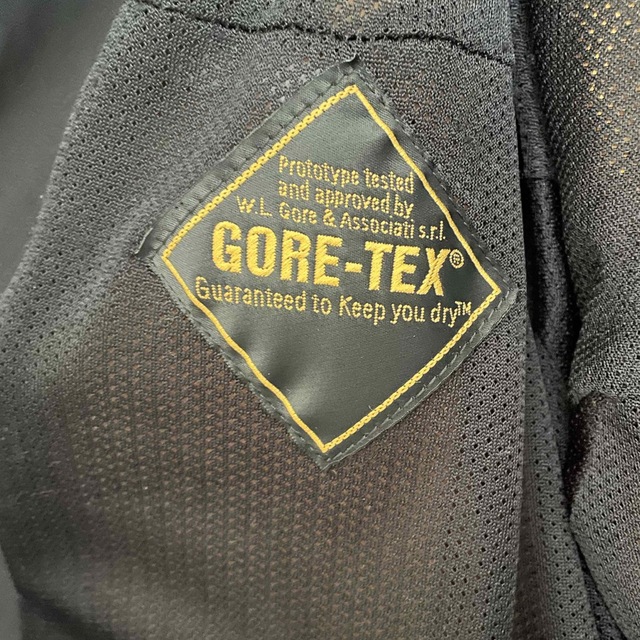 Prototype tested
and approved by
W.L. Gore & Associati s.r.l.
GORE-TEX®
Guaranteed to Keep you dry™